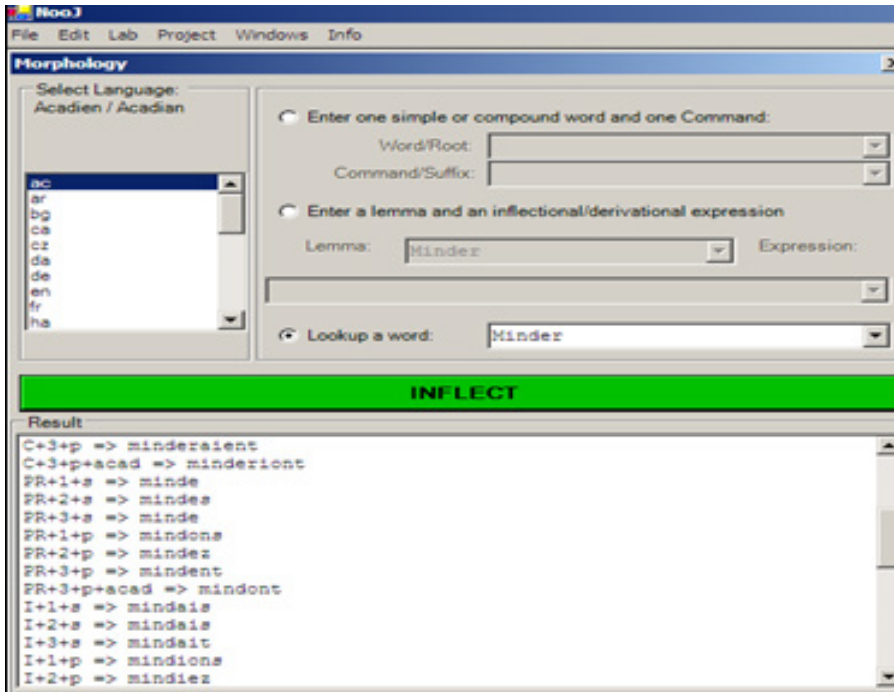 NooJ
File Edit Lab Project Windows Info
Morphology
Select Language:
Acadien / Acadian
ac
ar
bg
ca
cz
da
de
en
fr
ha
Enter one simple or compound word and one Command:
Word/Root:
Command/Suffix:
Enter a lemma and an inflectional/derivational expression
Lemma: Minder Expression:
Lookup a word: Minder
INFLECT
Result
C+3+p => minderaient
C+3+p+acad => minderiont
PR+1+s => minde
PR+2+s => mindes
PR+3+s => minde
PR+1+p => mindons
PR+2+p => mindez
PR+3+p => mindent
PR+3+p+acad => mindont
I+1+s => mindais
I+2+s => mindais
I+3+s => mindait
I+1+p => mindions
I+2+p => mindiez